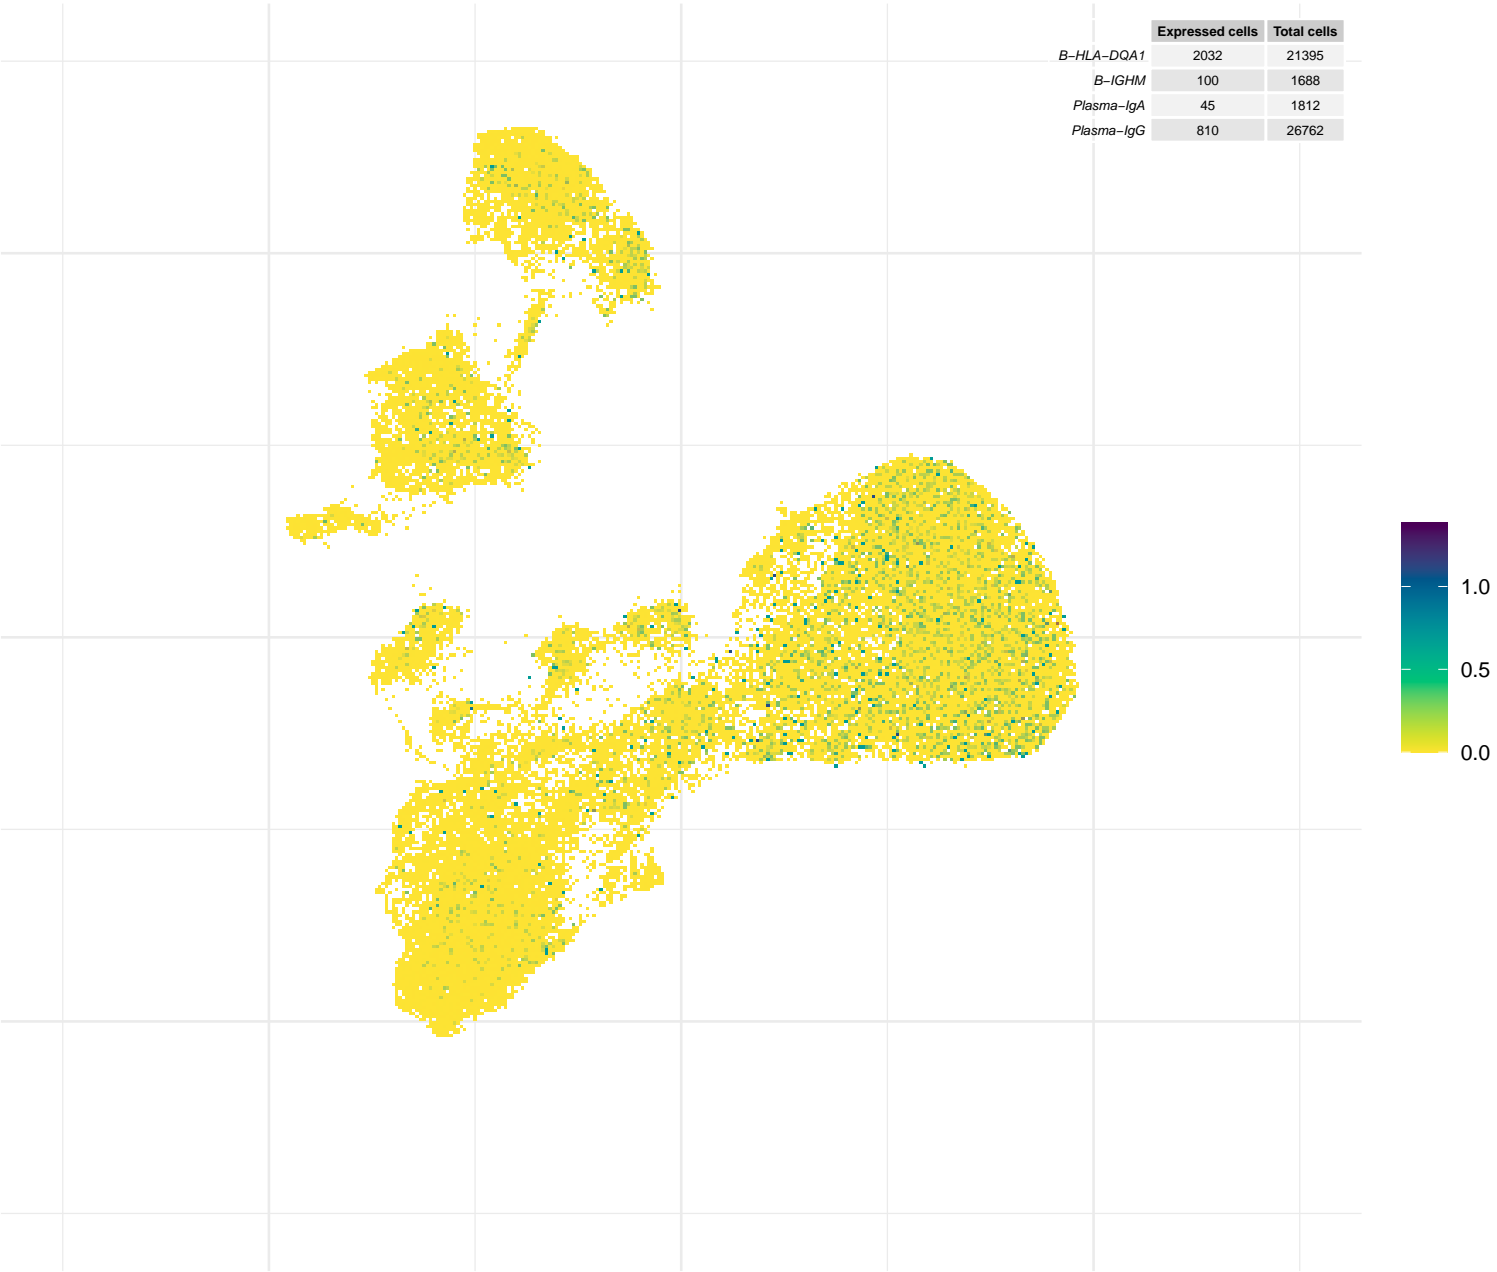 Expressed cells Total cells
B−HLA−DQA1 2032 21395
B−IGHM 100 1688
Plasma−IgA 45 1812
Plasma−IgG 810 26762
1.0
0.5
0.0